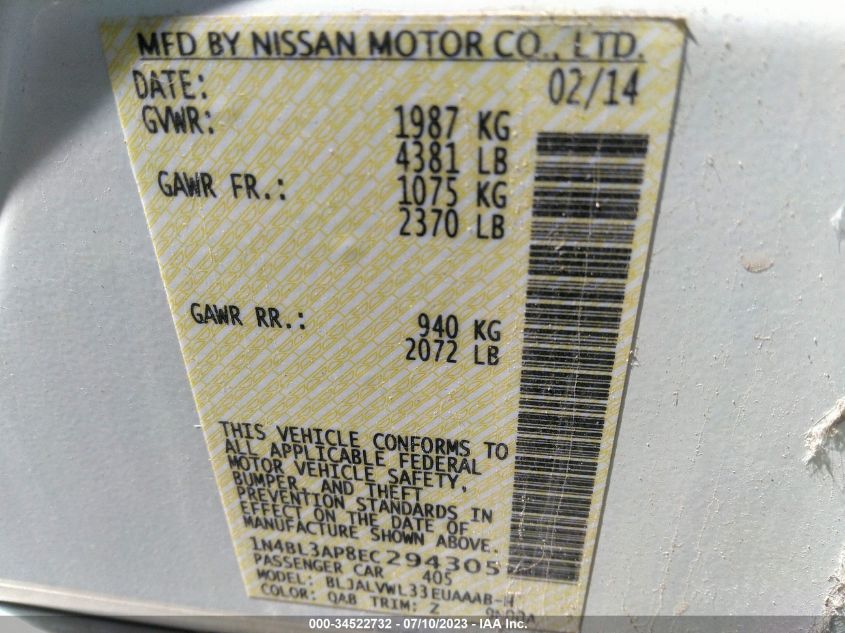 MFD BY NISSAN MOTOR CO., LTD.
DATE: 02/14
GVWR: 1987 KG
4381 LB
GAWR FR.: 1075 KG
2370 LB
GAWR RR.: 940 KG
2072 LB
THIS VEHICLE CONFORMS TO
ALL APPLICABLE FEDERAL
MOTOR VEHICLE SAFETY,
BUMPER, AND THEFT
PREVENTION STANDARDS IN
EFFECT ON THE DATE OF
MANUFACTURE SHOWN ABOVE.
1N4BL3AP8EC294305
PASSENGER CAR 405
MODEL: BLJALVWL33EUAAAB-H
COLOR: QAB TRIM: Z
000-34522732 - 07/10/2023 - IAA Inc.